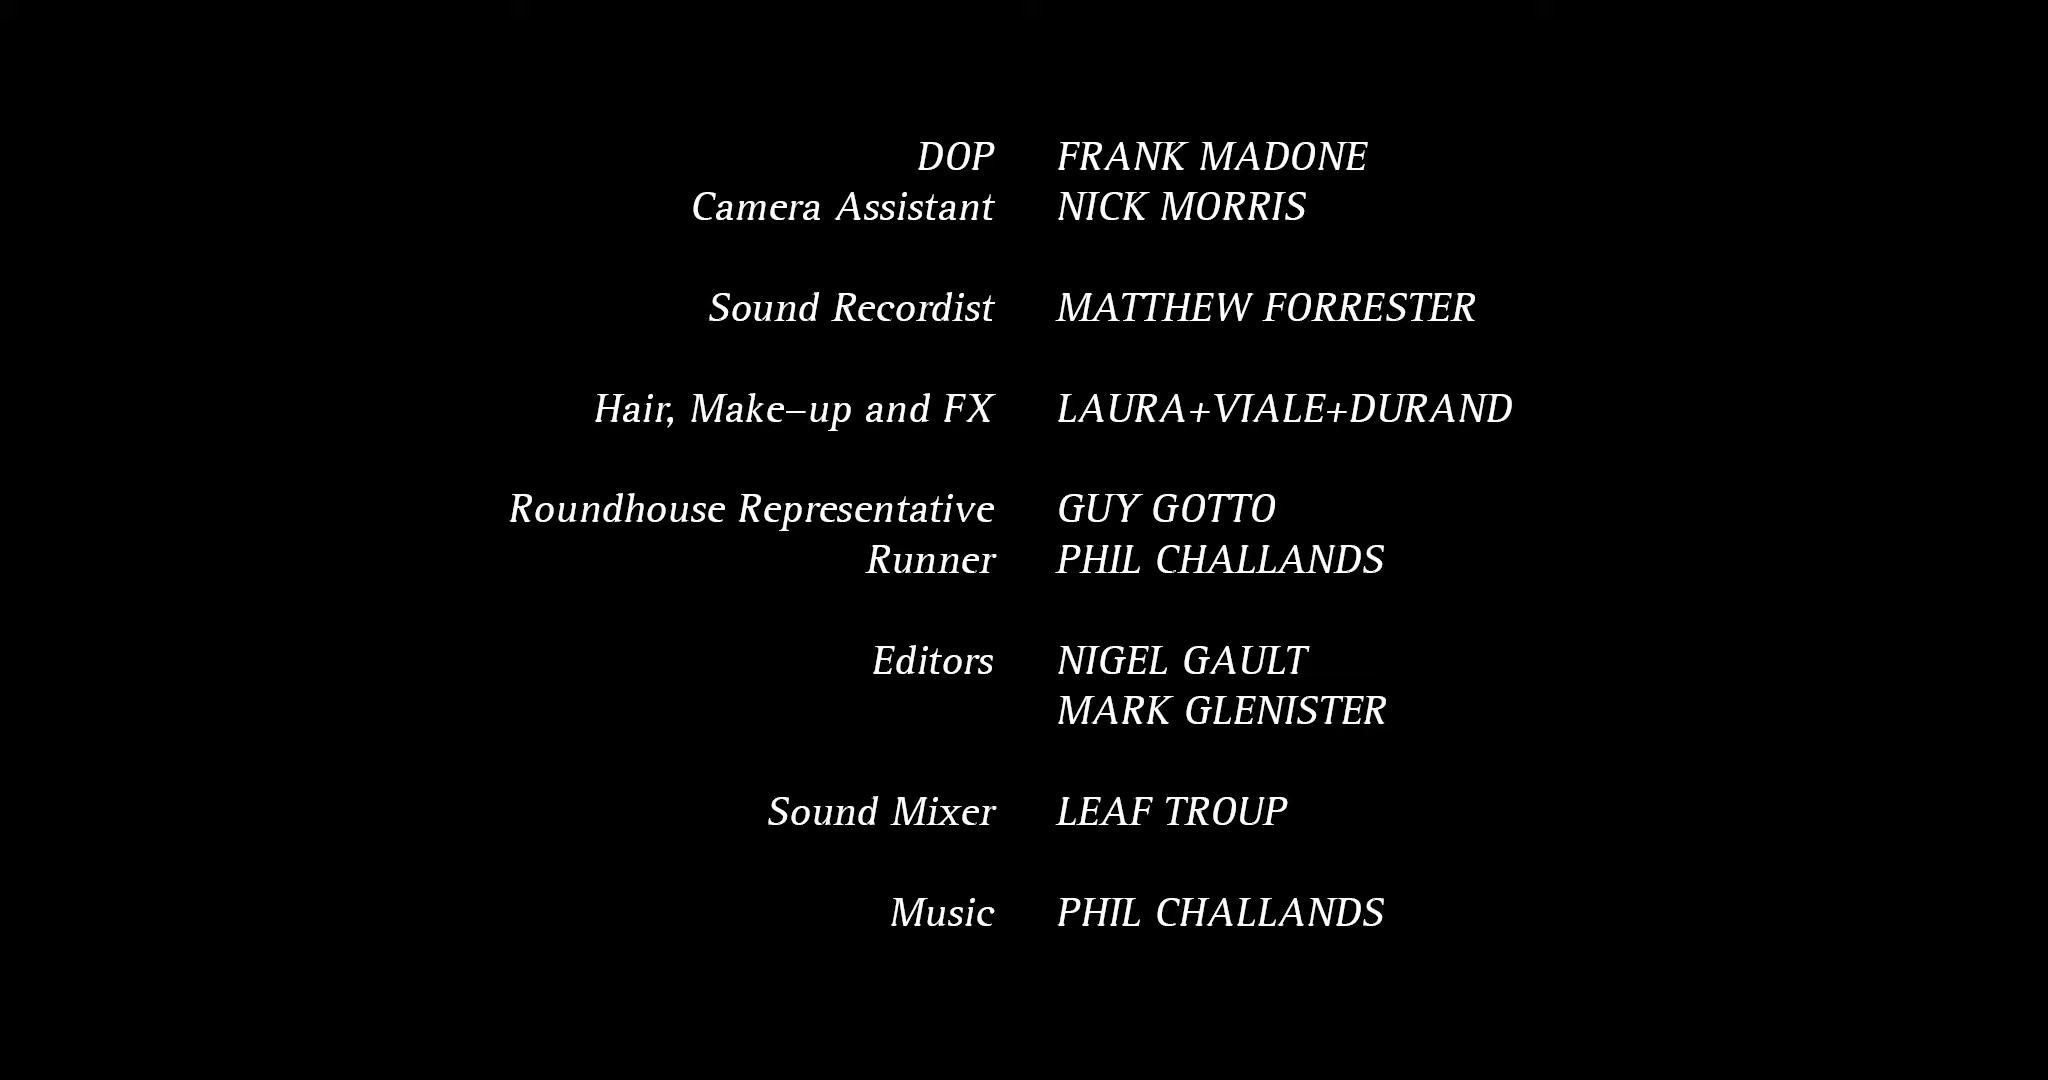 DOP FRANK MADONE
Camera Assistant NICK MORRIS
Sound Recordist MATTHEW FORRESTER
Hair, Make–up and FX LAURA+VIALE+DURAND
Roundhouse Representative GUY GOTTO
Runner PHIL CHALLANDS
Editors NIGEL GAULT
MARK GLENISTER
Sound Mixer LEAF TROUP
Music PHIL CHALLANDS